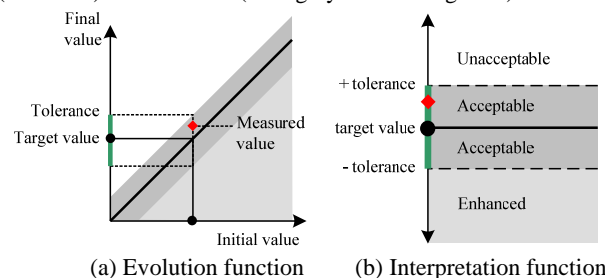 Final
value
Tolerance
Target value
Measured
value
Initial value
(a) Evolution function
Unacceptable
+ tolerance
Acceptable
target value
Acceptable
- tolerance
Enhanced
(b) Interpretation function